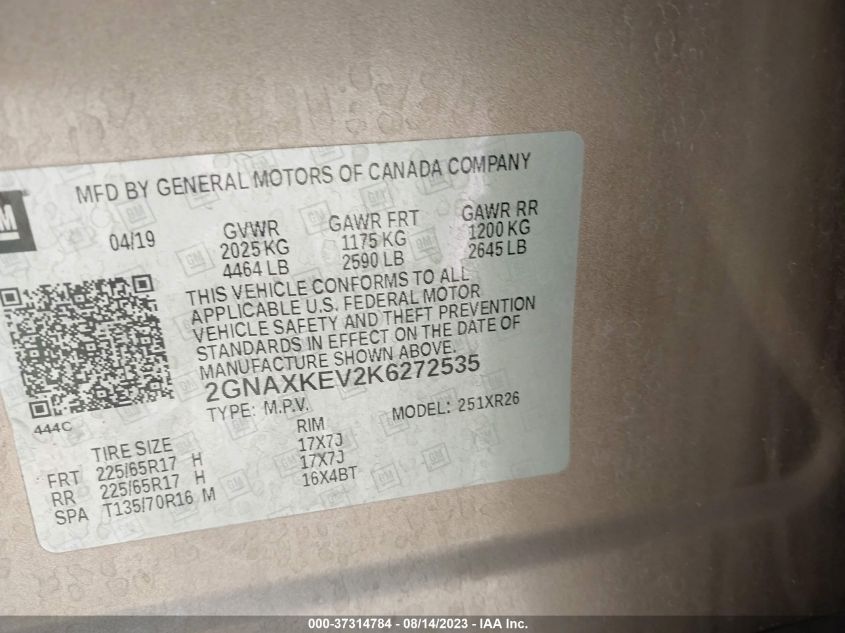 MFD BY GENERAL MOTORS OF CANADA COMPANY
GM
04/19
GVWR
2025 KG
4464 LB
GAWR FRT
1175 KG
2590 LB
GAWR RR
1200 KG
2645 LB
THIS VEHICLE CONFORMS TO ALL
APPLICABLE U.S. FEDERAL MOTOR
VEHICLE SAFETY AND THEFT PREVENTION
STANDARDS IN EFFECT ON THE DATE OF
MANUFACTURE SHOWN ABOVE.
2GNAXKEV2K6272535
TYPE: M.P.V. MODEL: 251XR26
444C
TIRE SIZE RIM
FRT 225/65R17 H 17X7J
RR 225/65R17 H 17X7J
SPA T135/70R16 M 16X4BT
000-37314784 - 08/14/2023 - IAA Inc.